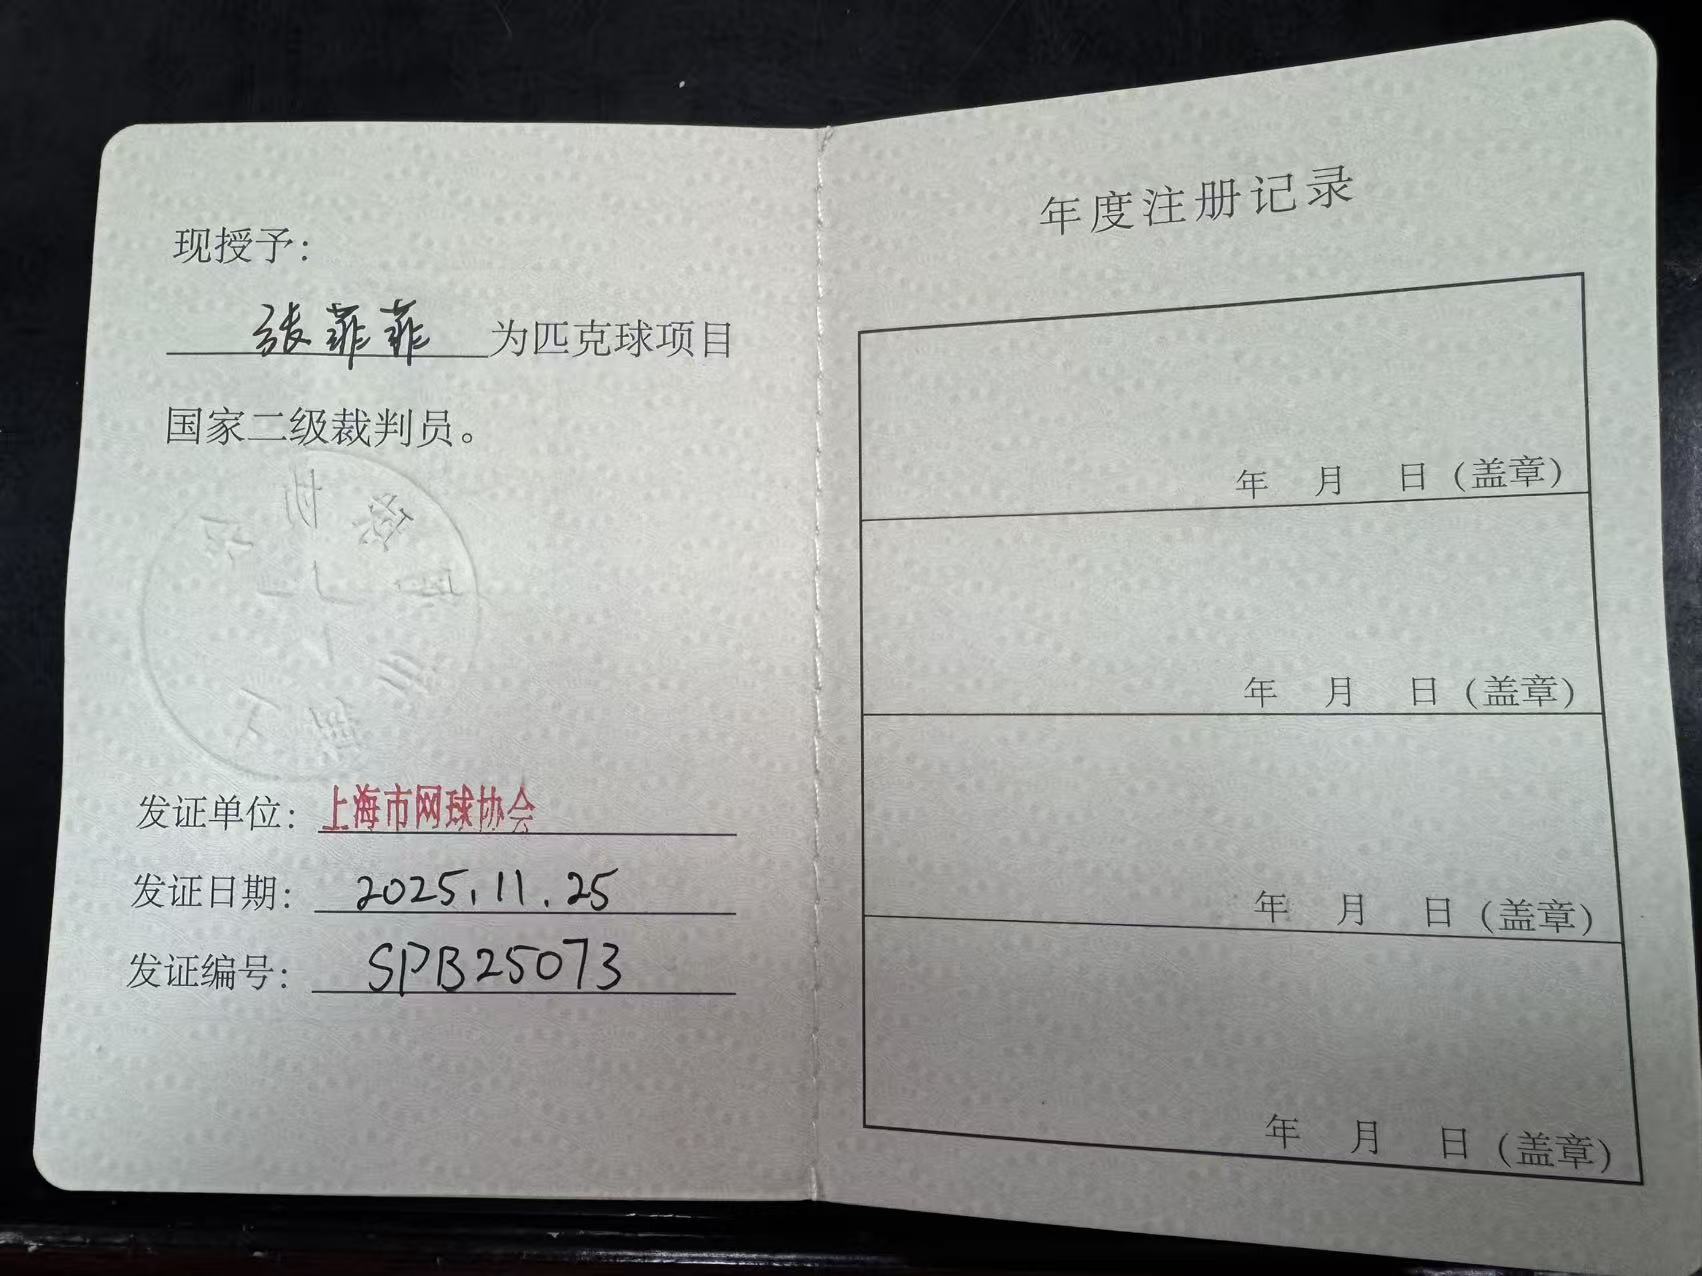 现授予：
张菲菲为匹克球项目
国家二级裁判员。
发证单位：上海市网球协会
发证日期：2025.11.25
发证编号：SPB25073
年度注册记录
年 月 日（盖章）
年 月 日（盖章）
年 月 日（盖章）
年 月 日（盖章）